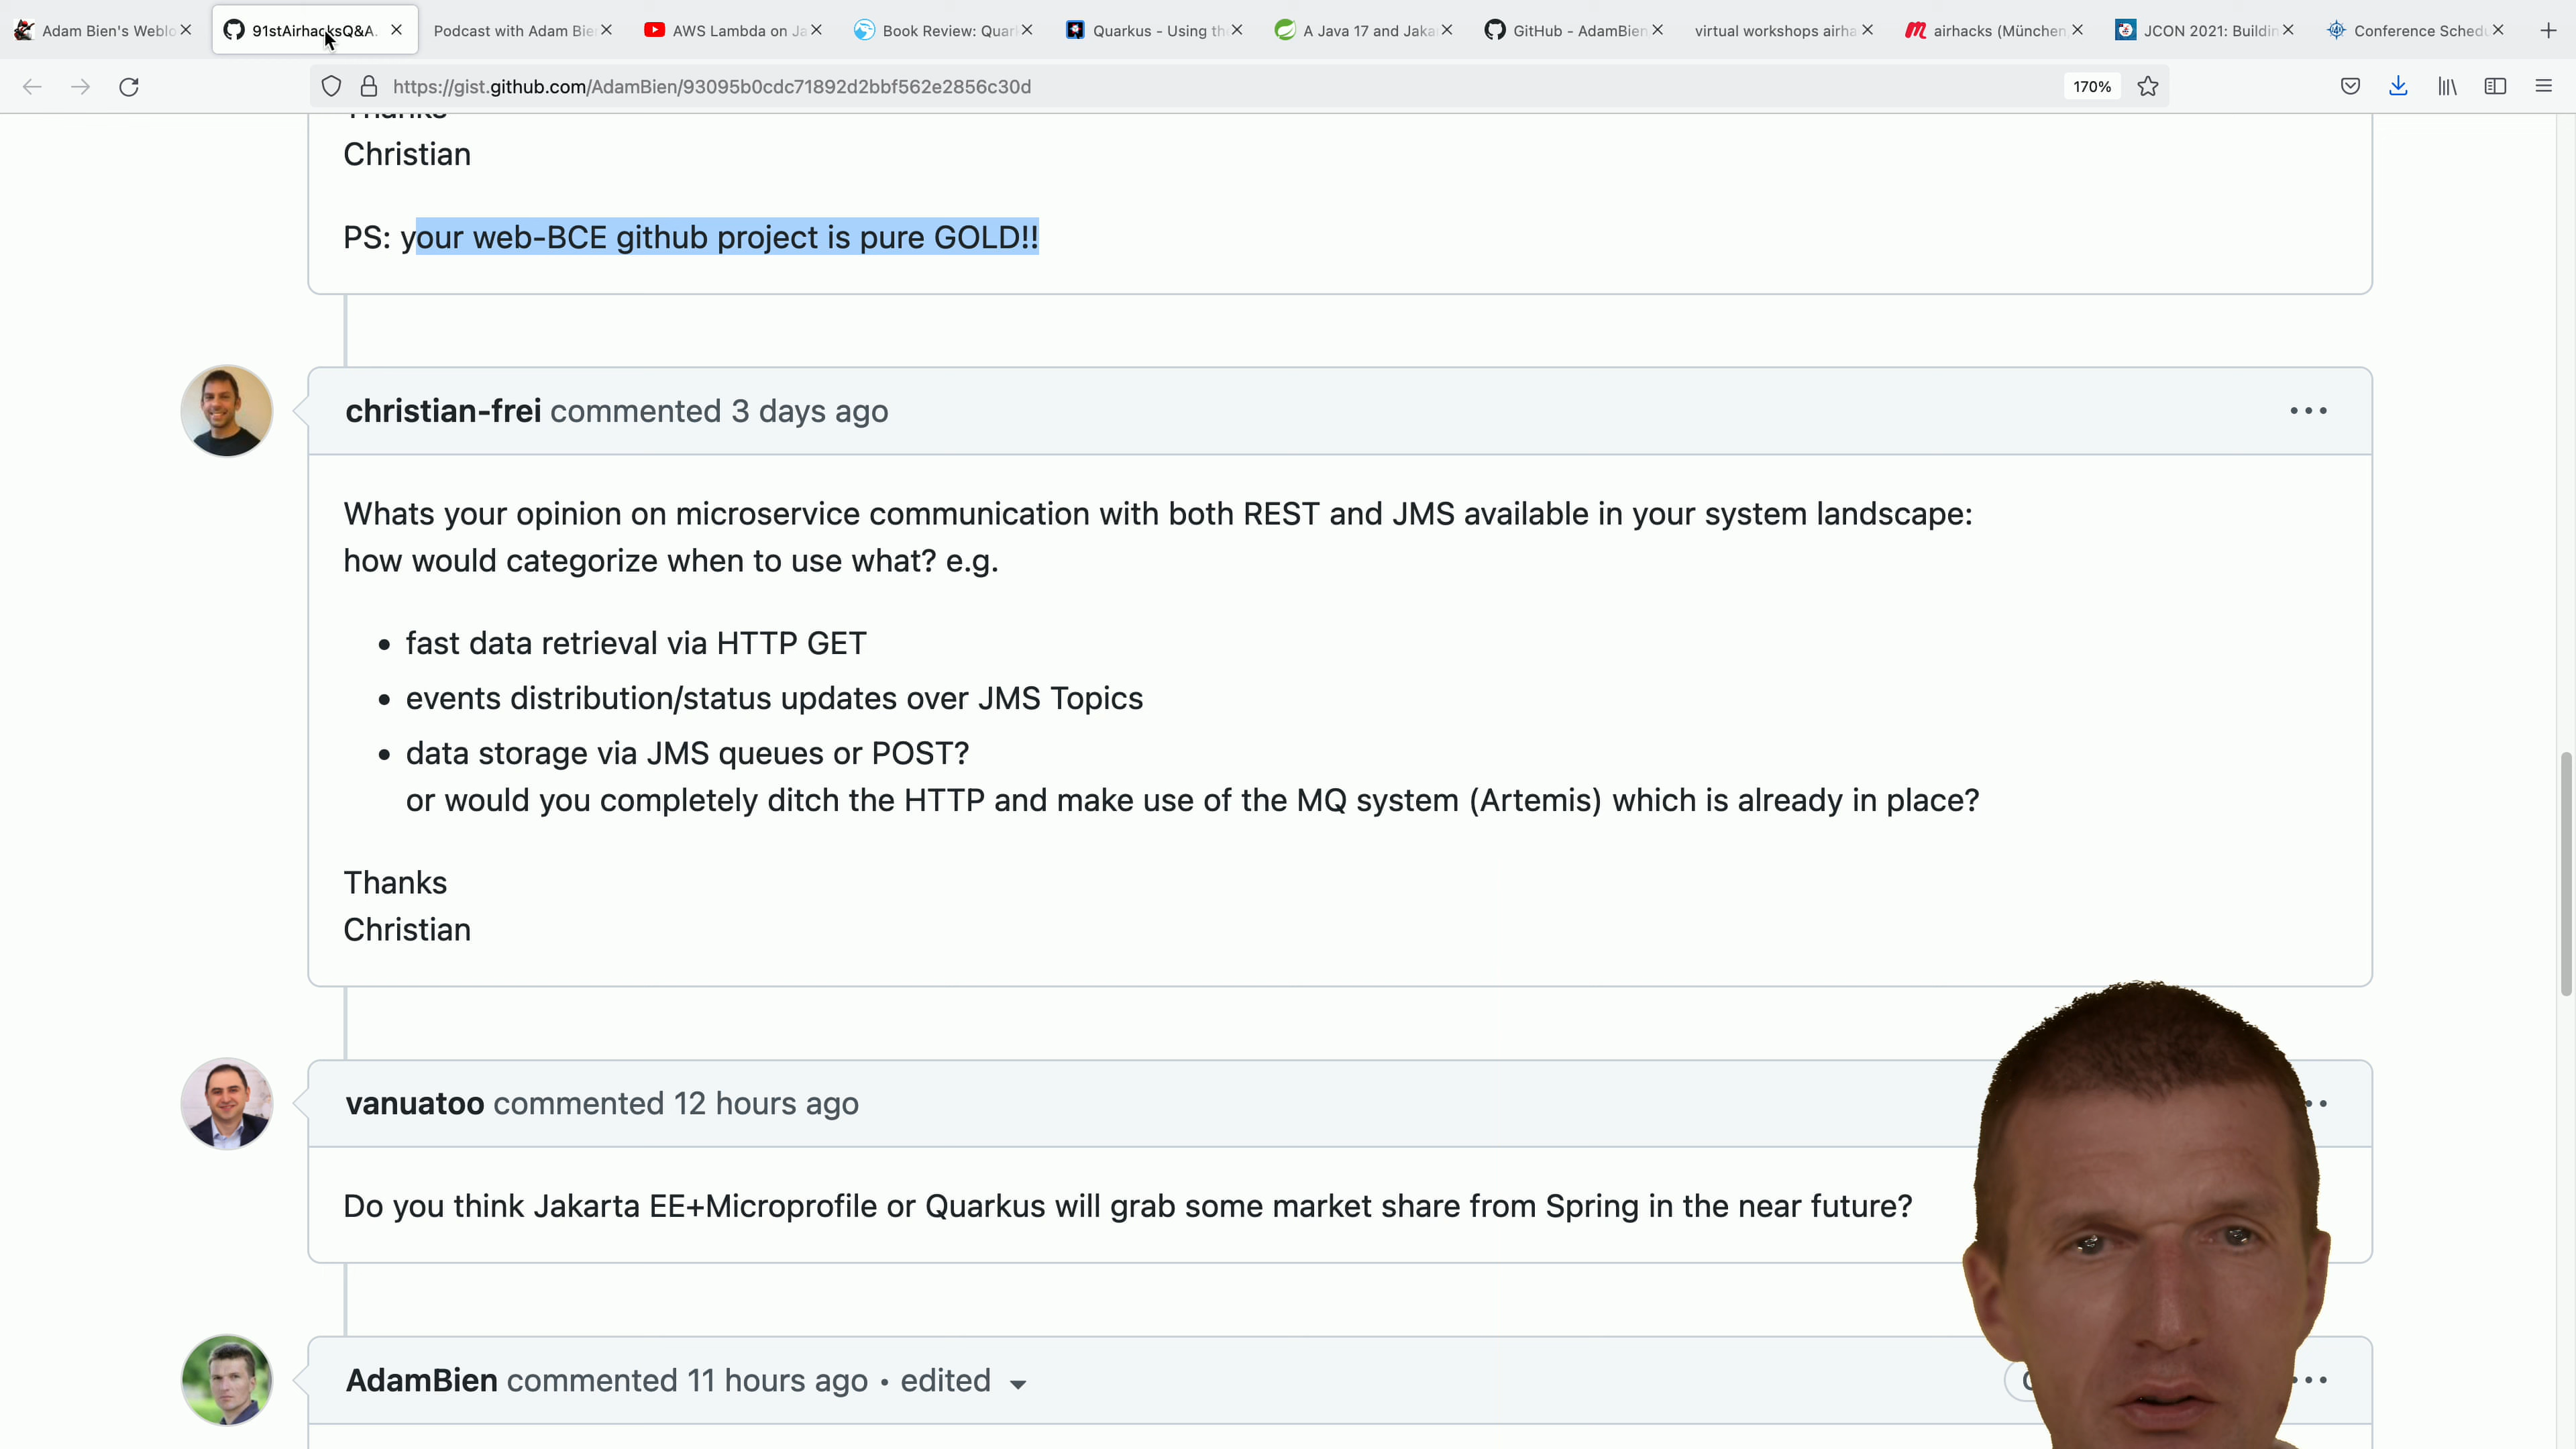 Adam Bien's Weblo
91stAirhacksQ&A.
Podcast with Adam Bie
AWS Lambda on Ja
Book Review: Quar
Quarkus - Using th
A Java 17 and Jaka
GitHub - AdamBien
virtual workshops airha
airhacks (München
JCON 2021: Buildin
Conference Schedu
https://gist.github.com/AdamBien/93095b0cdc71892d2bbf562e2856c30d
170%
Thanks
Christian
PS: your web-BCE github project is pure GOLD!!
christian-frei commented 3 days ago
Whats your opinion on microservice communication with both REST and JMS available in your system landscape:
how would categorize when to use what? e.g.
• fast data retrieval via HTTP GET
• events distribution/status updates over JMS Topics
• data storage via JMS queues or POST?
or would you completely ditch the HTTP and make use of the MQ system (Artemis) which is already in place?
Thanks
Christian
vanuatoo commented 12 hours ago
Do you think Jakarta EE+Microprofile or Quarkus will grab some market share from Spring in the near future?
AdamBien commented 11 hours ago • edited